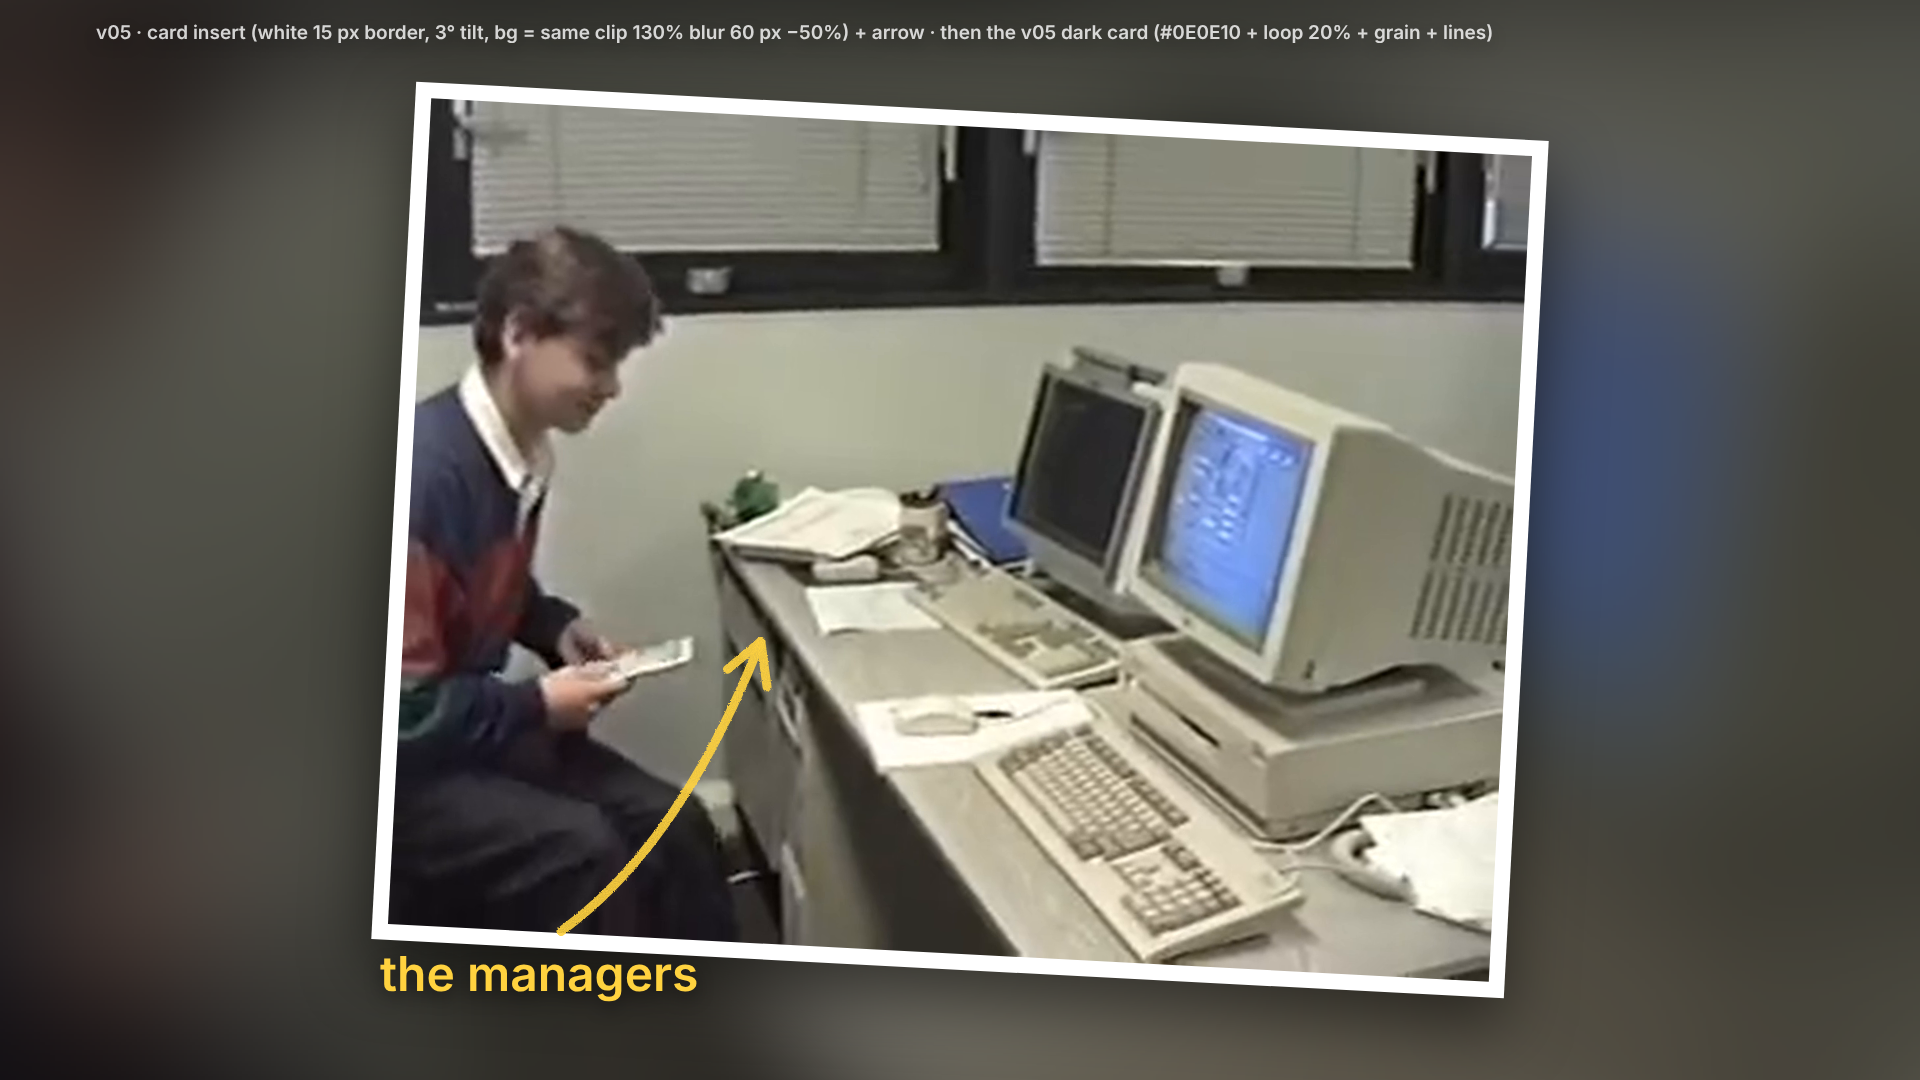 v05 · card insert (white 15 px border, 3° tilt, bg = same clip 130% blur 60 px −50%) + arrow · then the v05 dark card (#0E0E10 + loop 20% + grain + lines)
the managers